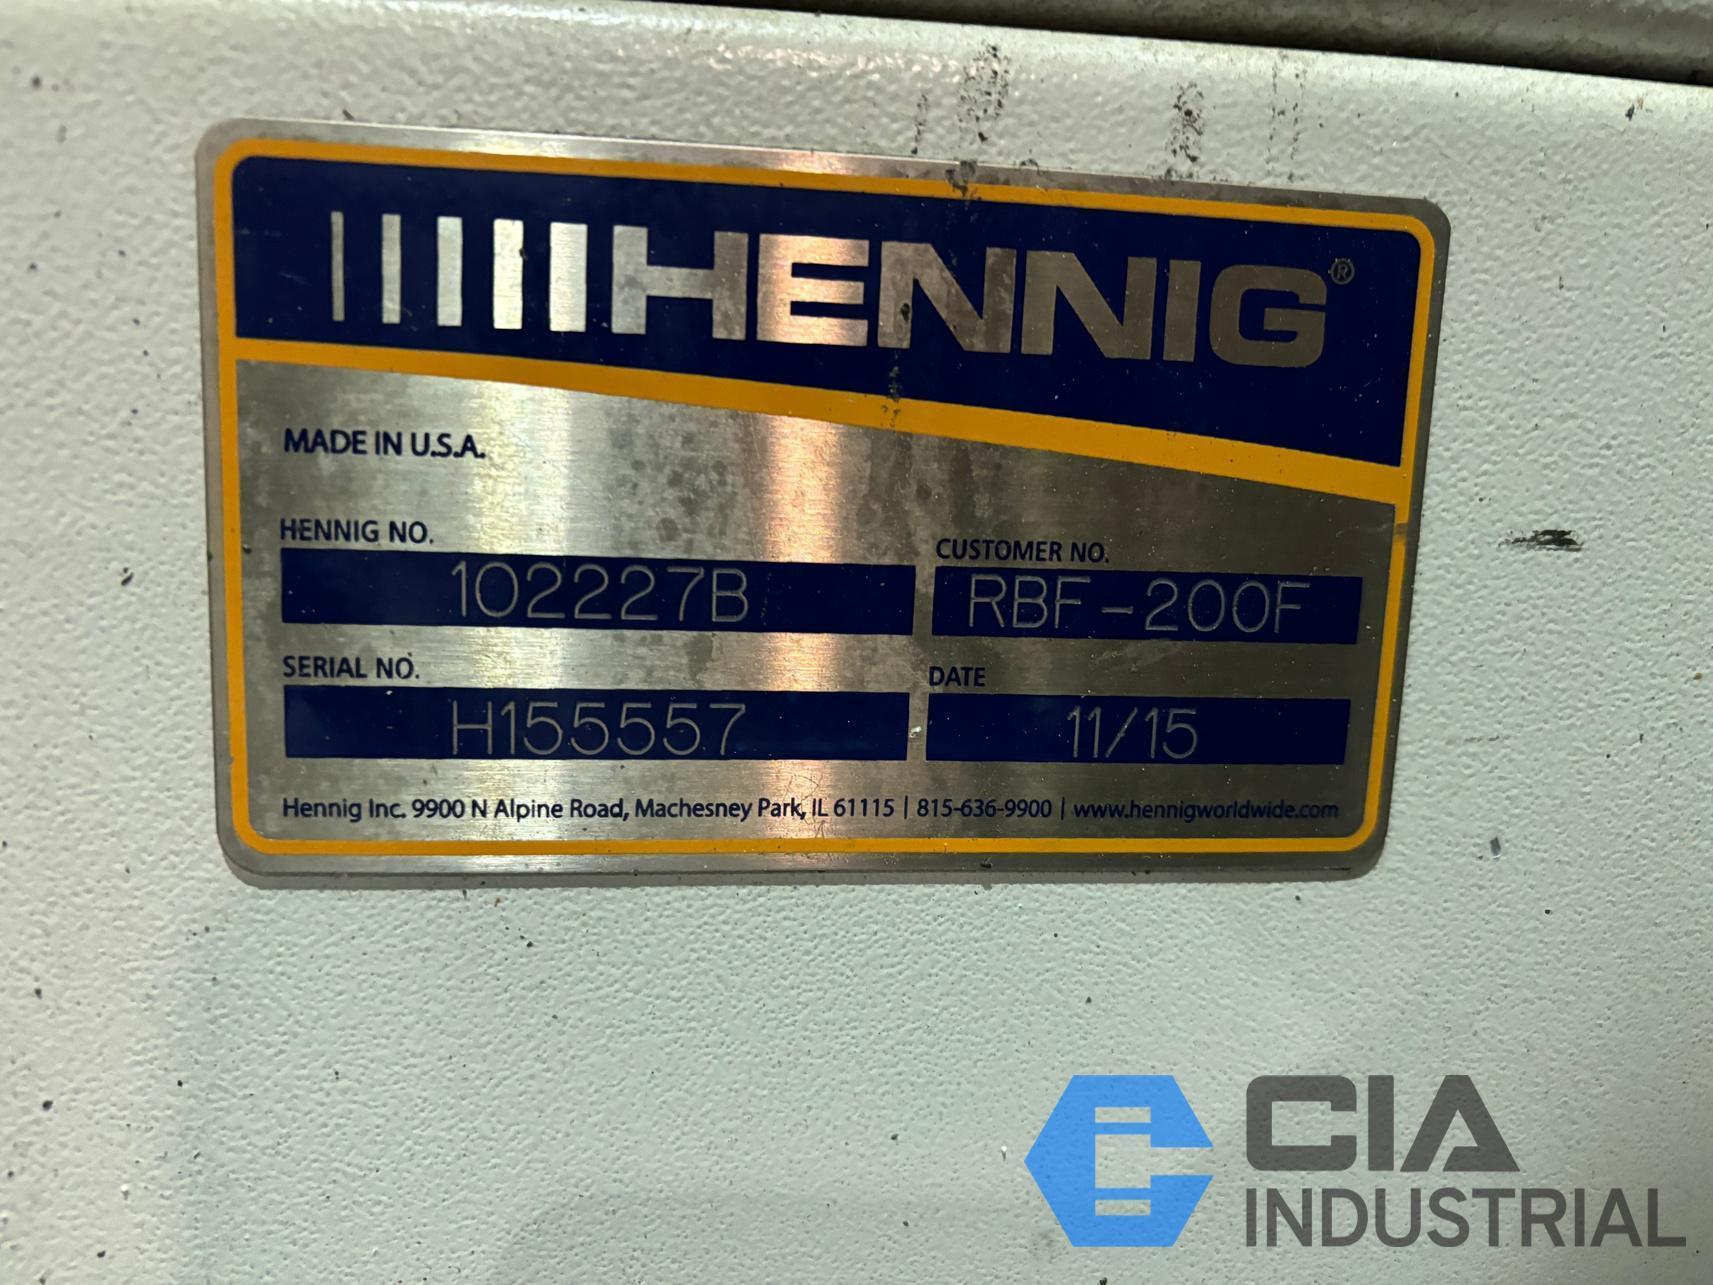 HENNIG®
MADE IN U.S.A.
HENNIG NO.
102227B
CUSTOMER NO.
RBF-200F
SERIAL NO.
H155557
DATE
11/15
Hennig Inc. 9900 N Alpine Road, Machesney Park, IL 61115 | 815-636-9900 | www.hennigworldwide.com
CIA
INDUSTRIAL